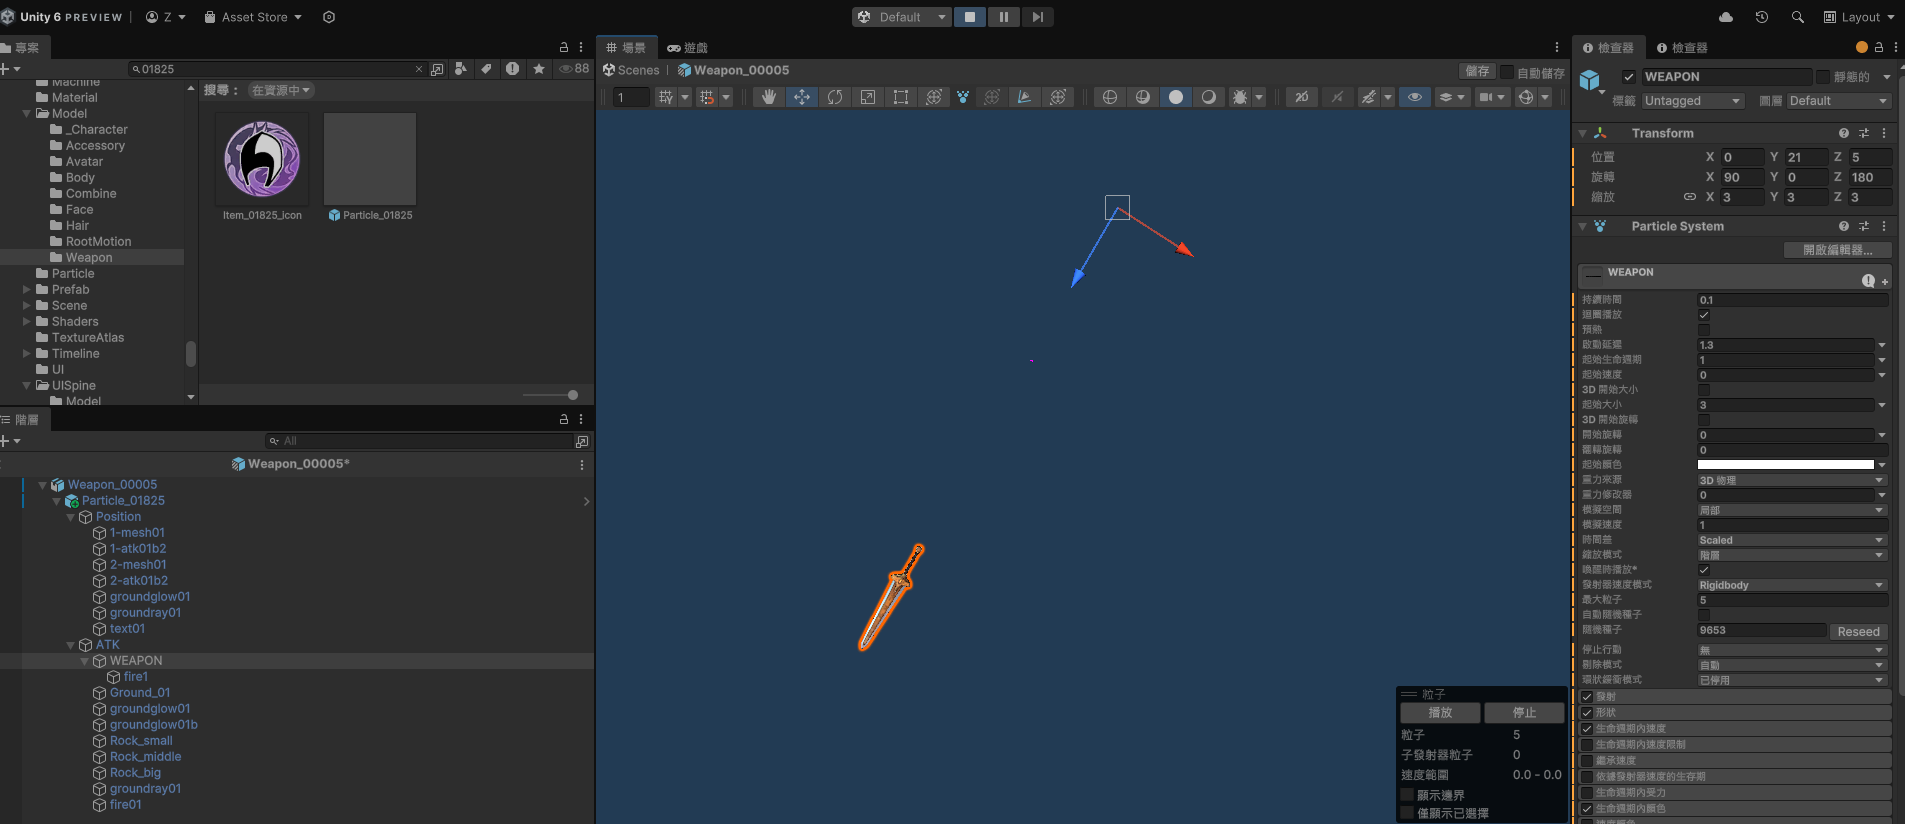 Unity 6 PREVIEW
Z
Asset Store
Default
Layout
專案
01825
88
搜尋：
在資源中
Machine
Material
Model
_Character
Accessory
Avatar
Body
Combine
Face
Hair
RootMotion
Weapon
Particle
Prefab
Scene
Shaders
TextureAtlas
Timeline
UI
UISpine
Model
Item_01825_icon
Particle_01825
階層
All
Weapon_00005*
Weapon_00005
Particle_01825
Position
1-mesh01
1-atk01b2
2-mesh01
2-atk01b2
groundglow01
groundray01
text01
ATK
WEAPON
fire1
Ground_01
groundglow01
groundglow01b
Rock_small
Rock_middle
Rock_big
groundray01
fire01
場景
遊戲
Scenes
Weapon_00005
儲存
自動儲存
1
2D
粒子
播放
停止
粒子 5
子發射器粒子 0
速度範圍 0.0 - 0.0
顯示邊界
僅顯示已選擇
檢查器
檢查器
WEAPON
靜態的
標籤 Untagged
圖層 Default
Transform
位置 X 0 Y 21 Z 5
旋轉 X 90 Y 0 Z 180
縮放 X 3 Y 3 Z 3
Particle System
開啟編輯器...
WEAPON
持續時間 0.1
迴圈播放
預熱
啟動延遲 1.3
起始生命週期 1
起始速度 0
3D 開始大小
起始大小 3
3D 開始旋轉
開始旋轉 0
翻轉旋轉 0
起始顏色
重力來源 3D 物理
重力修改器 0
模擬空間 局部
模擬速度 1
時間差 Scaled
縮放模式 階層
喚醒時播放*
發射器速度模式 Rigidbody
最大粒子 5
自動隨機種子
隨機種子 9653 Reseed
停止行動 無
剔除模式 自動
環狀緩衝模式 已停用
發射
形狀
生命週期內速度
生命週期內速度限制
繼承速度
依據發射器速度的生存期
生命週期內受力
生命週期內顏色
速度顏色